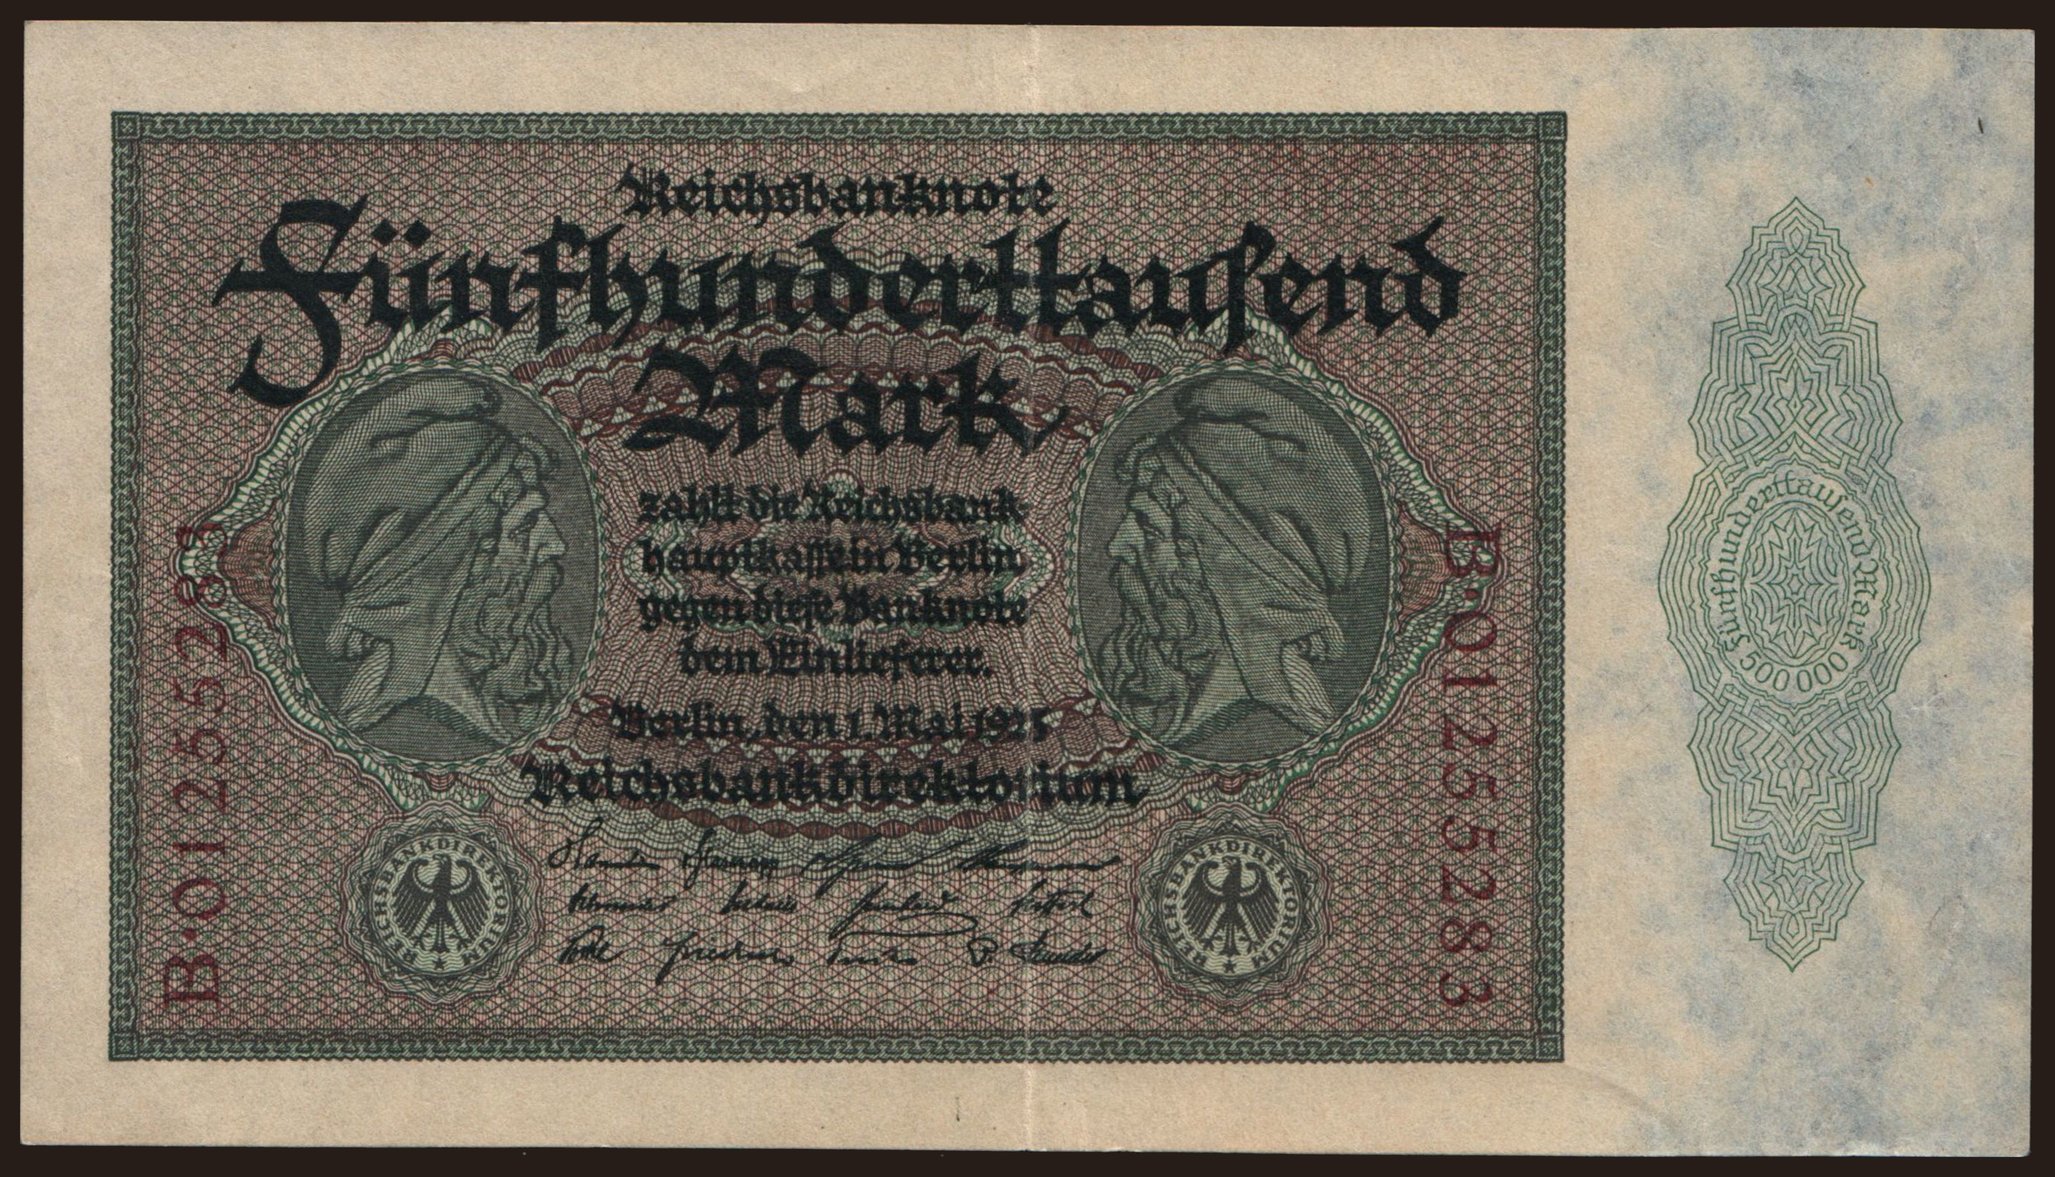 Reichsbanknote
Fünfhunderttausend
Mark
zahlt die Reichsbank-
hauptkasse in Berlin
gegen diese Banknote
dem Einlieferer.
Berlin, den 1. Mai 1923
Reichsbankdirektorium
B·01255283
B·01255283
REICHSBANKDIREKTORIUM
REICHSBANKDIREKTORIUM
Fünfhunderttausend Mark
500 000